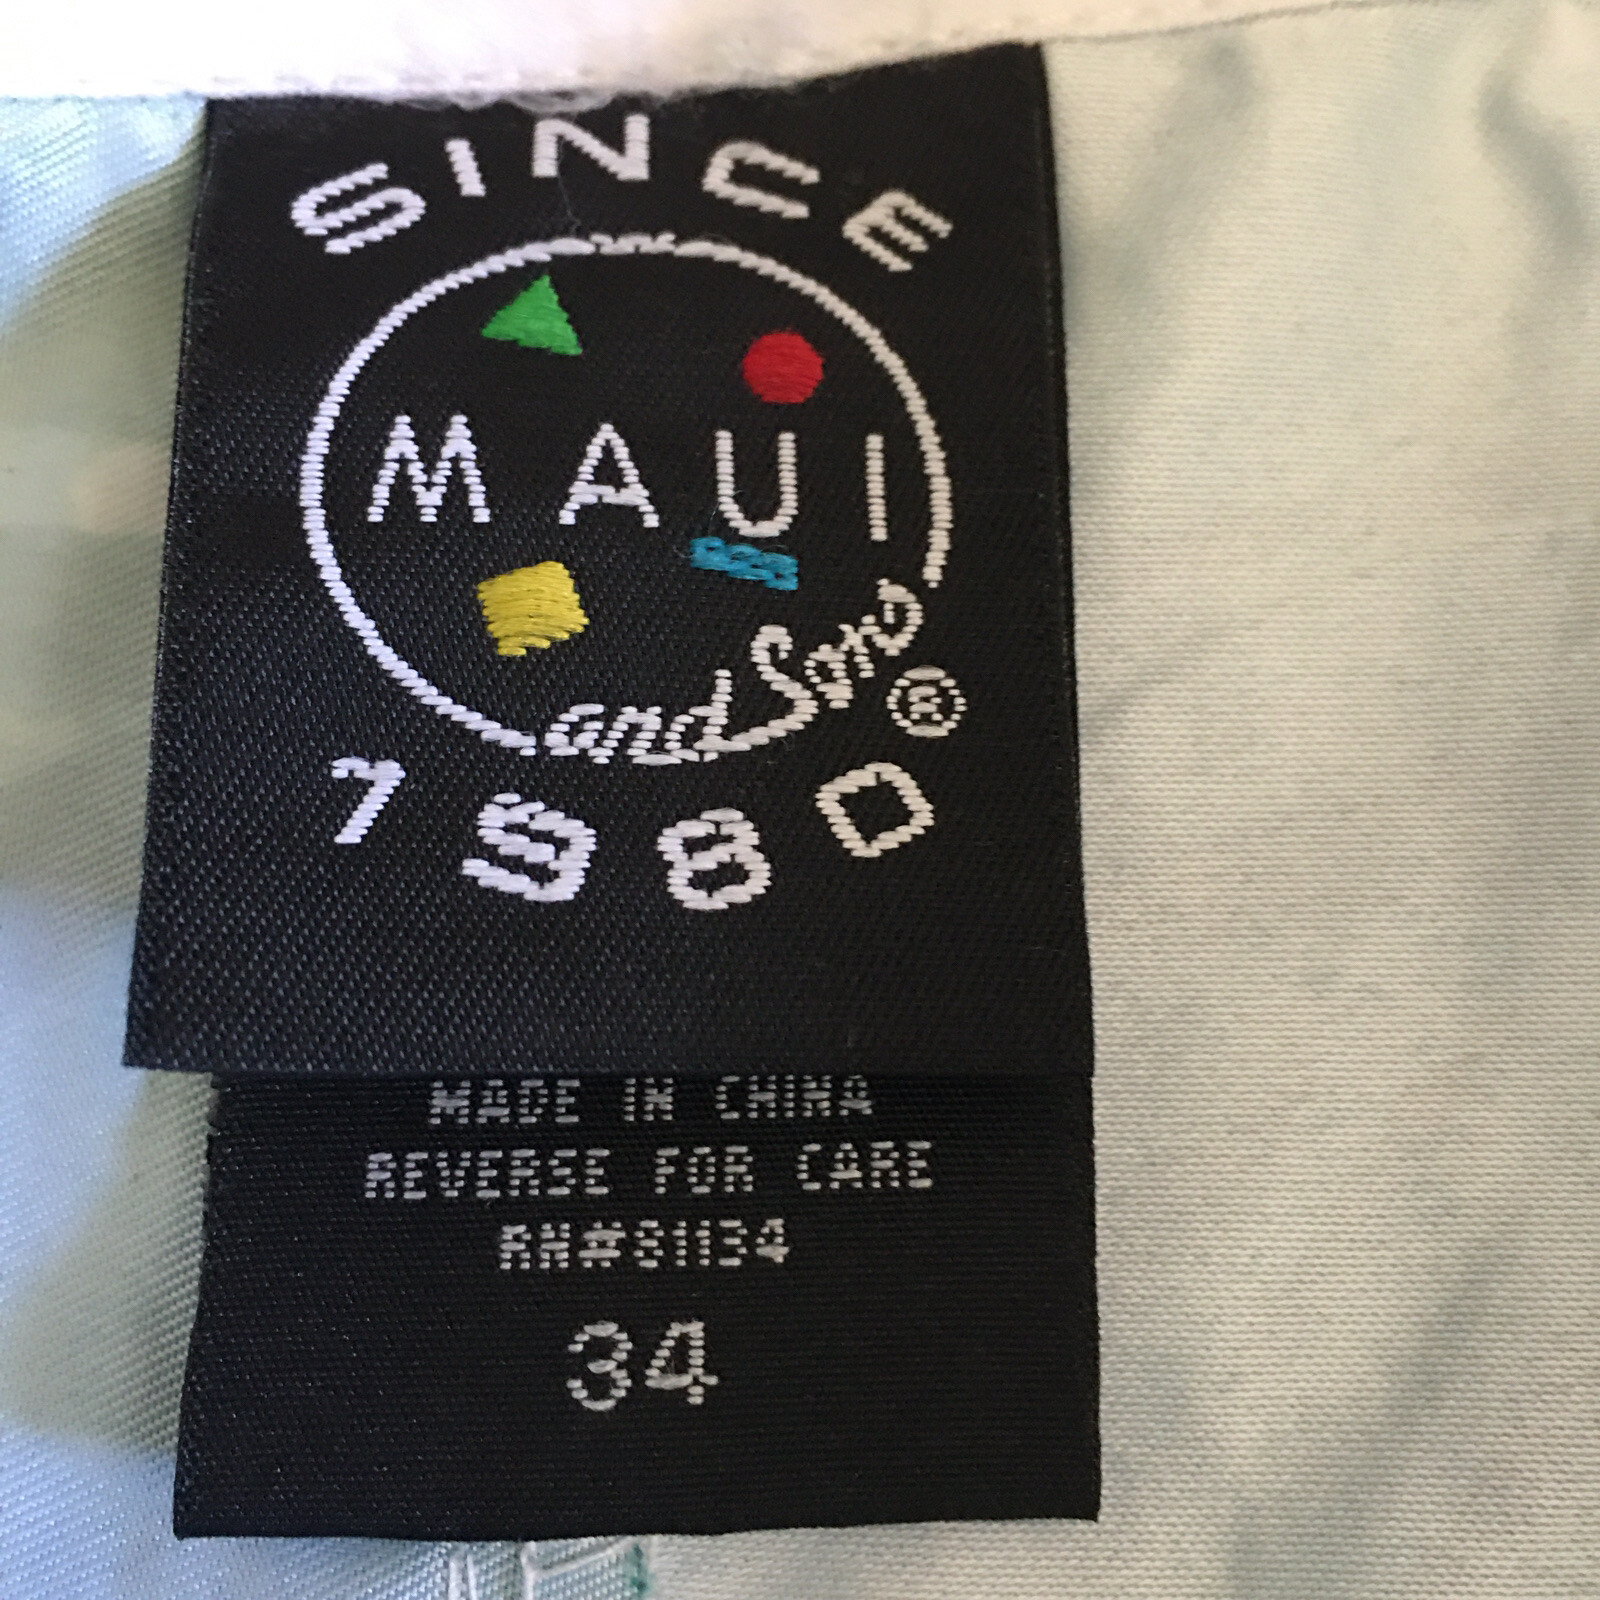 SINCE
MAUI
and Sons®
1980
MADE IN CHINA
REVERSE FOR CARE
RN#81134
34